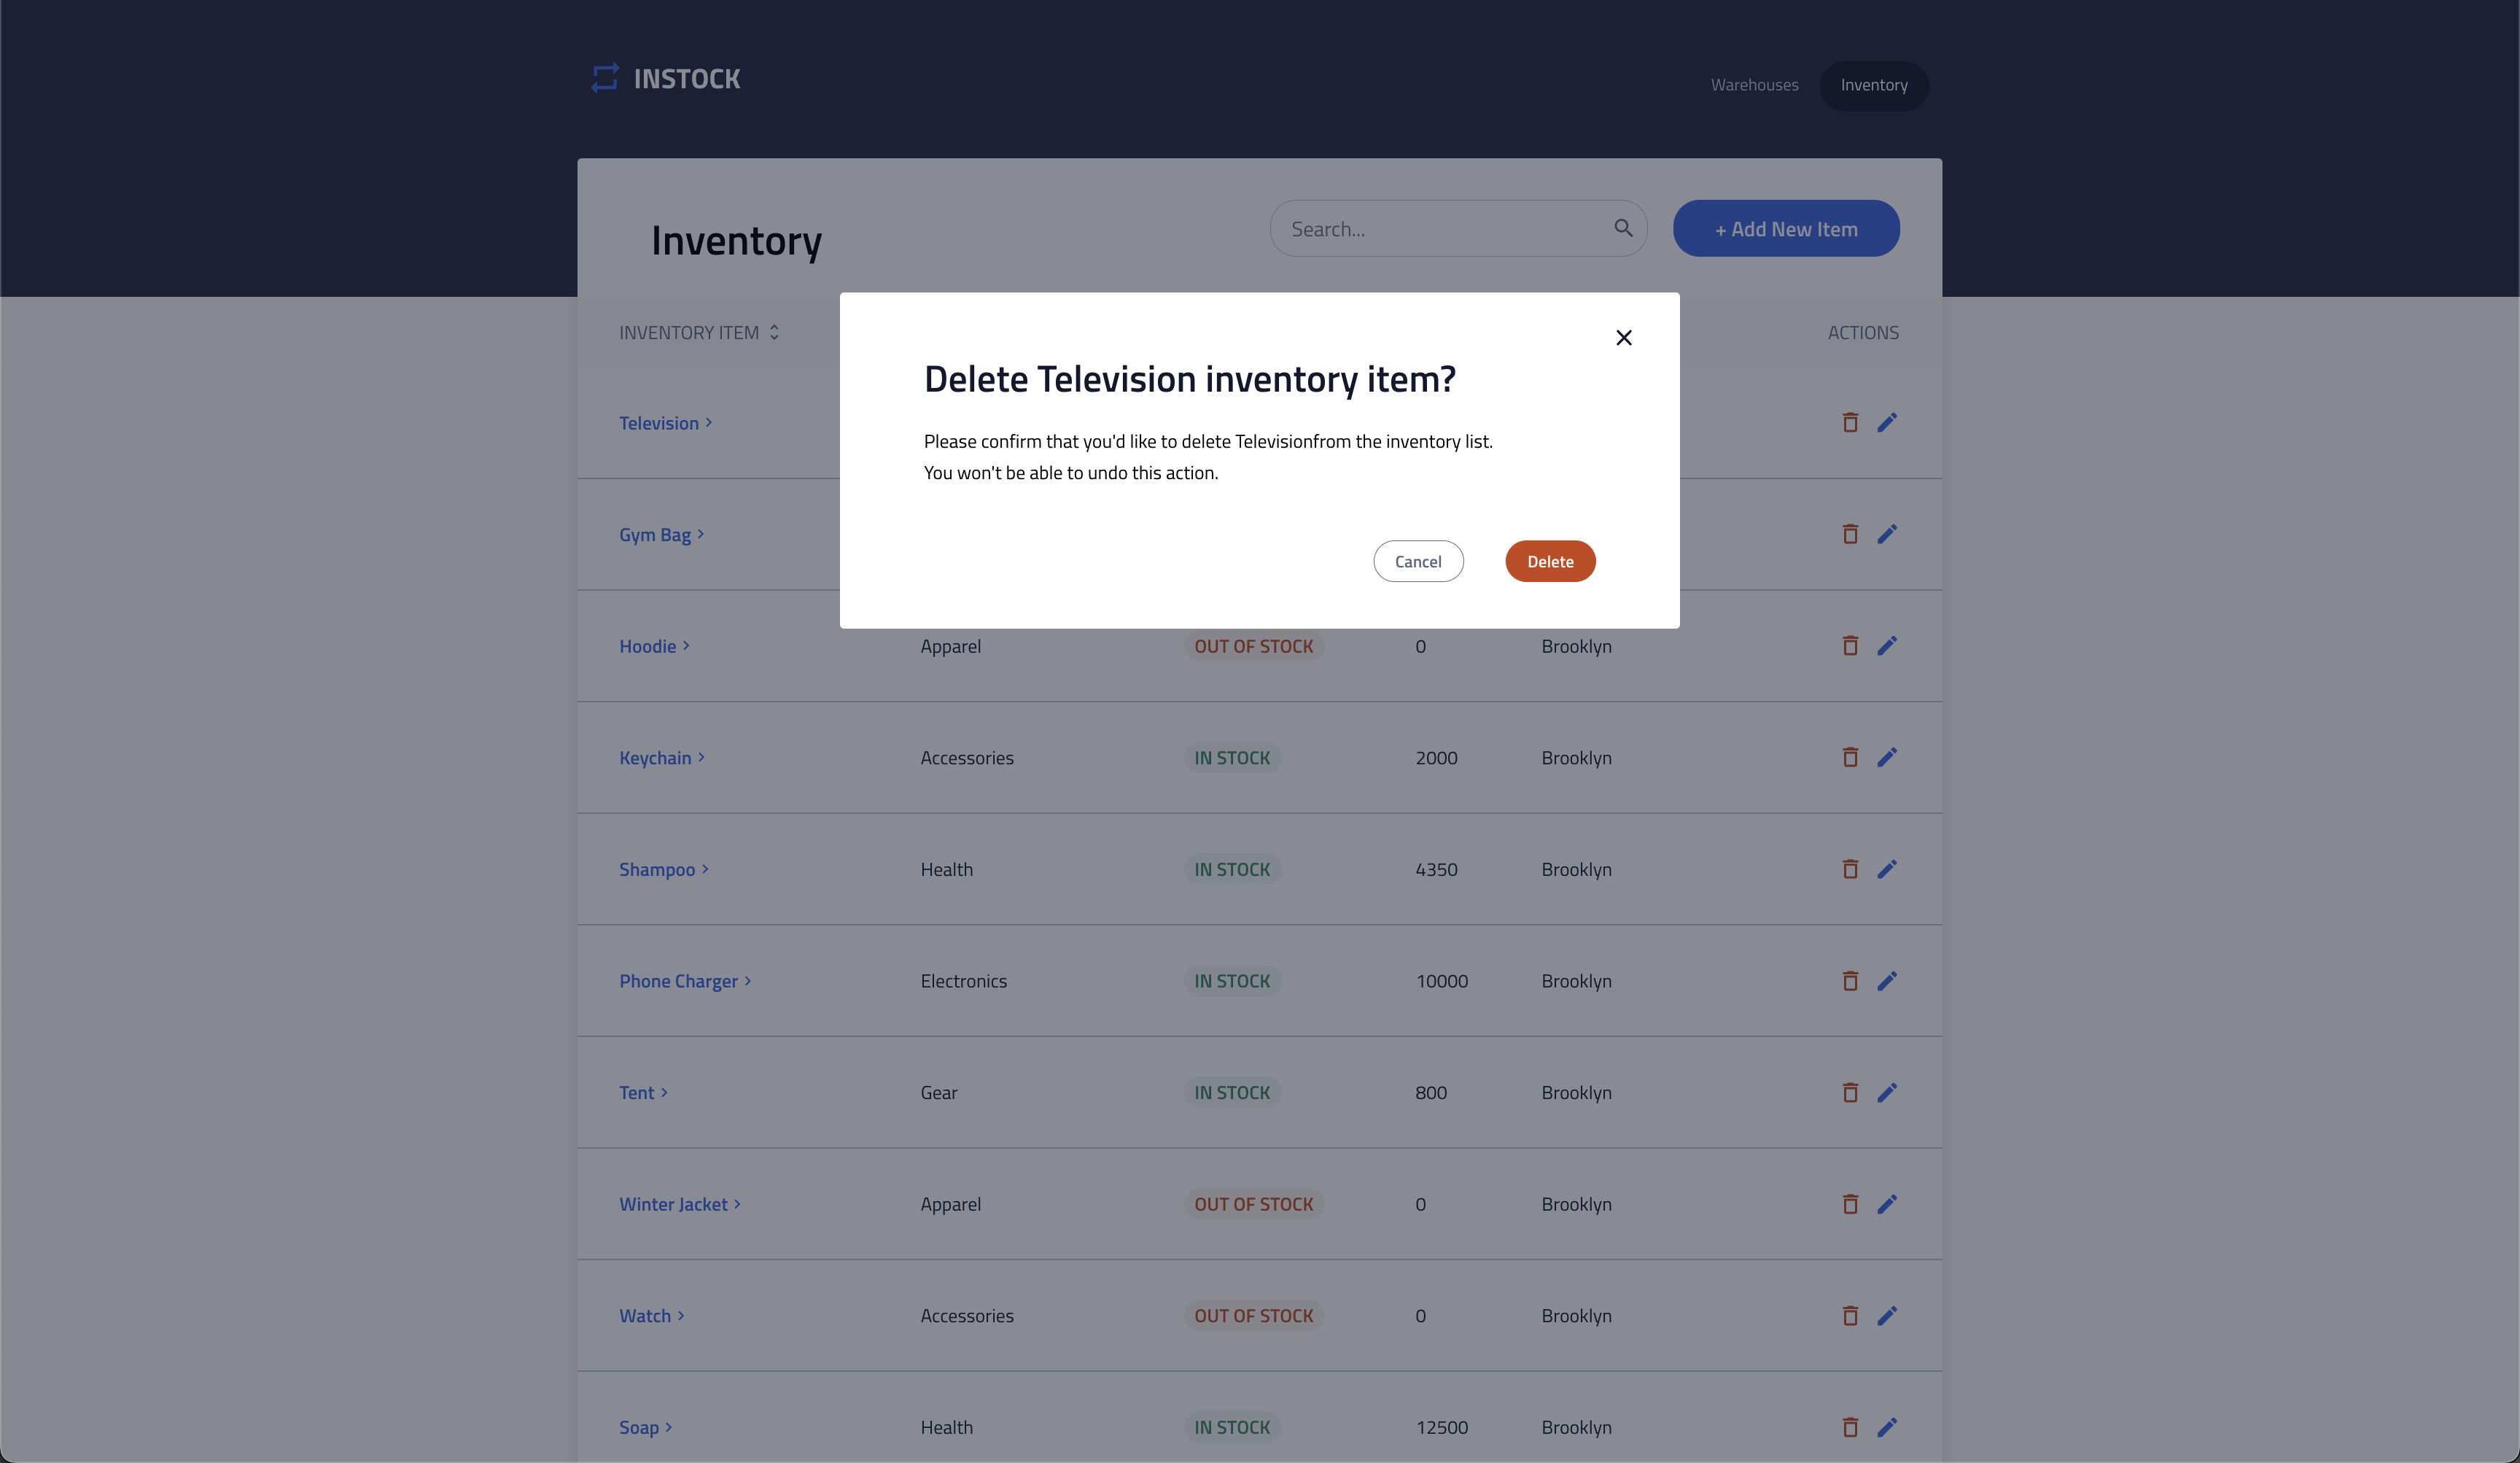 INSTOCK
Warehouses Inventory
Inventory
Search...
+ Add New Item
INVENTORY ITEM
ACTIONS
Delete Television inventory item?
Please confirm that you'd like to delete Televisionfrom the inventory list.
You won't be able to undo this action.
Cancel Delete
Television
Gym Bag
Hoodie Apparel OUT OF STOCK 0 Brooklyn
Keychain Accessories IN STOCK 2000 Brooklyn
Shampoo Health IN STOCK 4350 Brooklyn
Phone Charger Electronics IN STOCK 10000 Brooklyn
Tent Gear IN STOCK 800 Brooklyn
Winter Jacket Apparel OUT OF STOCK 0 Brooklyn
Watch Accessories OUT OF STOCK 0 Brooklyn
Soap Health IN STOCK 12500 Brooklyn